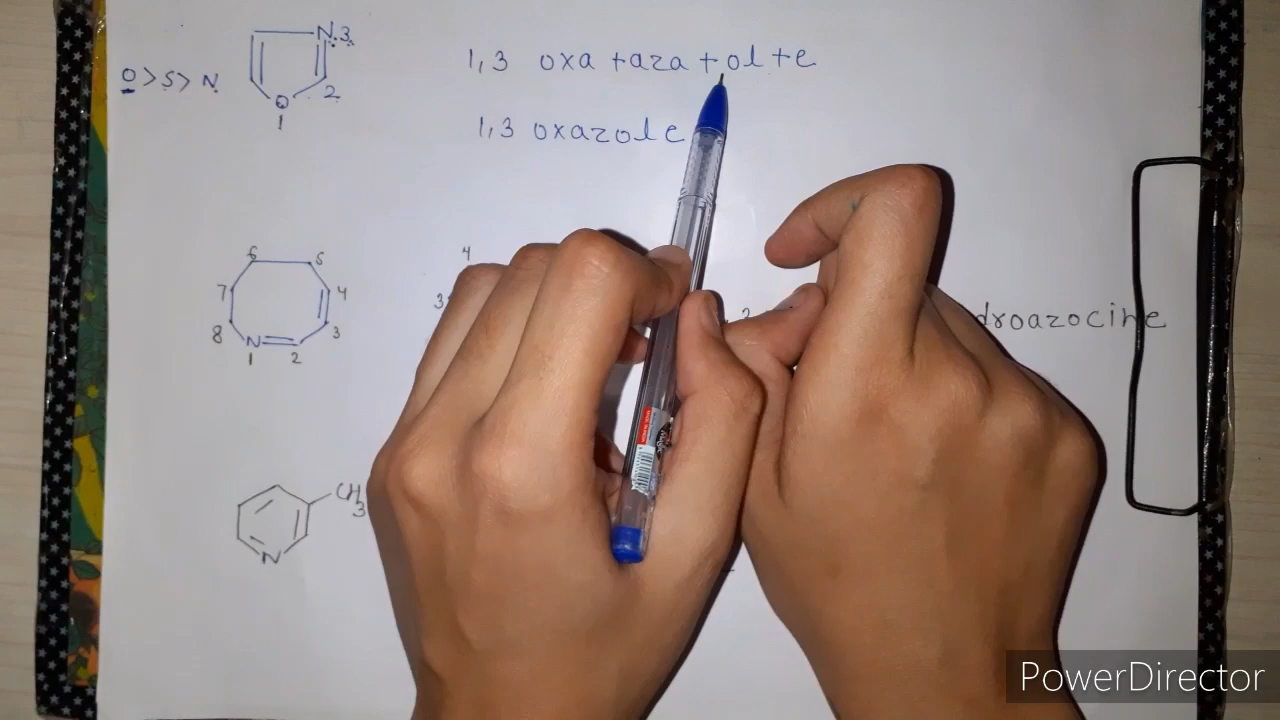 O>S>N
N: 3
2
O
1
1,3 oxa +aza +ol +e
1,3 oxazole
6 5
7 4
8 3
N 2
1
4
3
2
droazocine
CH3
N
PowerDirector